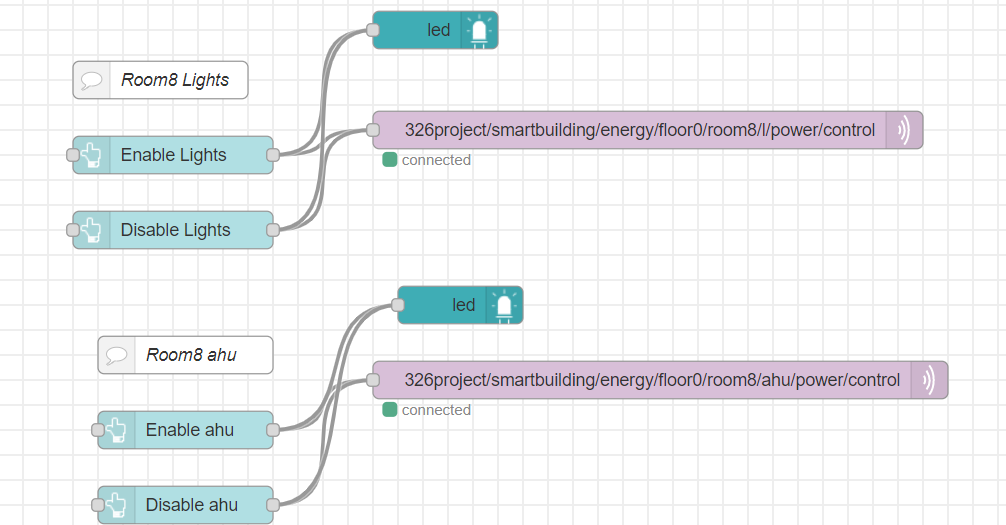 led
Room8 Lights
326project/smartbuilding/energy/floor0/room8/l/power/control
Enable Lights
connected
Disable Lights
led
Room8 ahu
326project/smartbuilding/energy/floor0/room8/ahu/power/control
connected
Enable ahu
Disable ahu